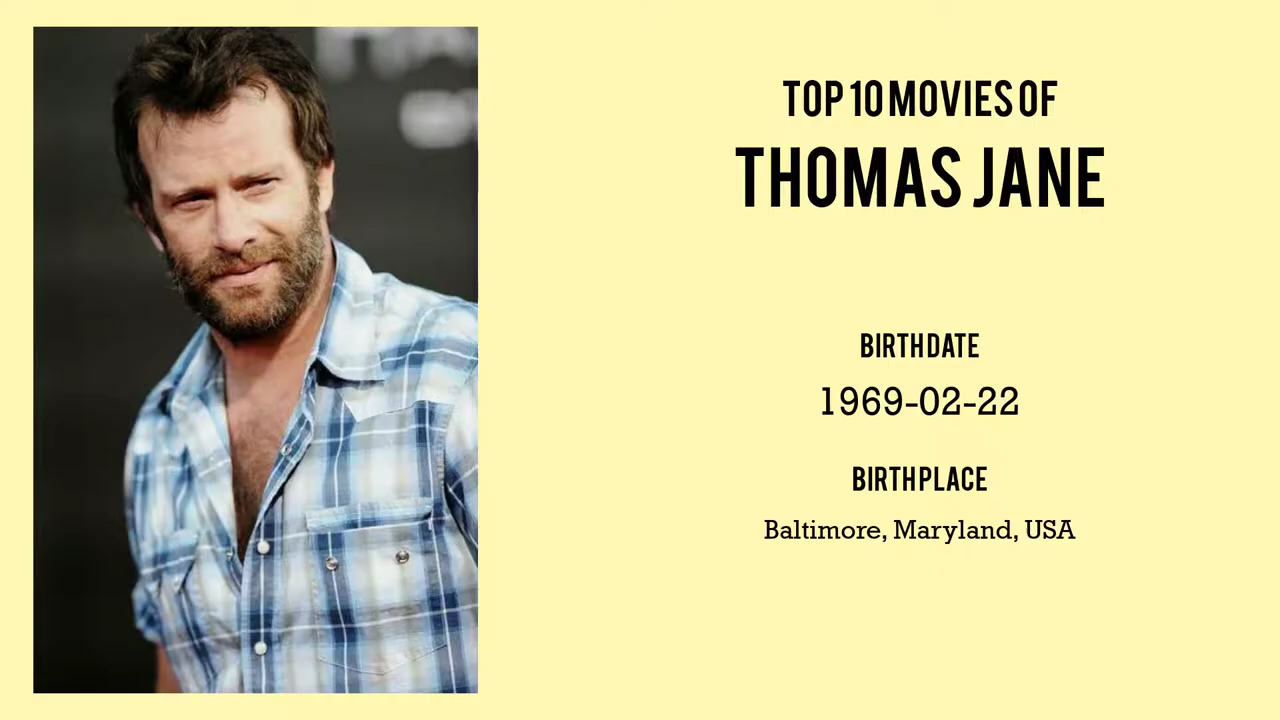 TOP 10 MOVIES OF
THOMAS JANE
BIRTHDATE
1969-02-22
BIRTHPLACE
Baltimore, Maryland, USA